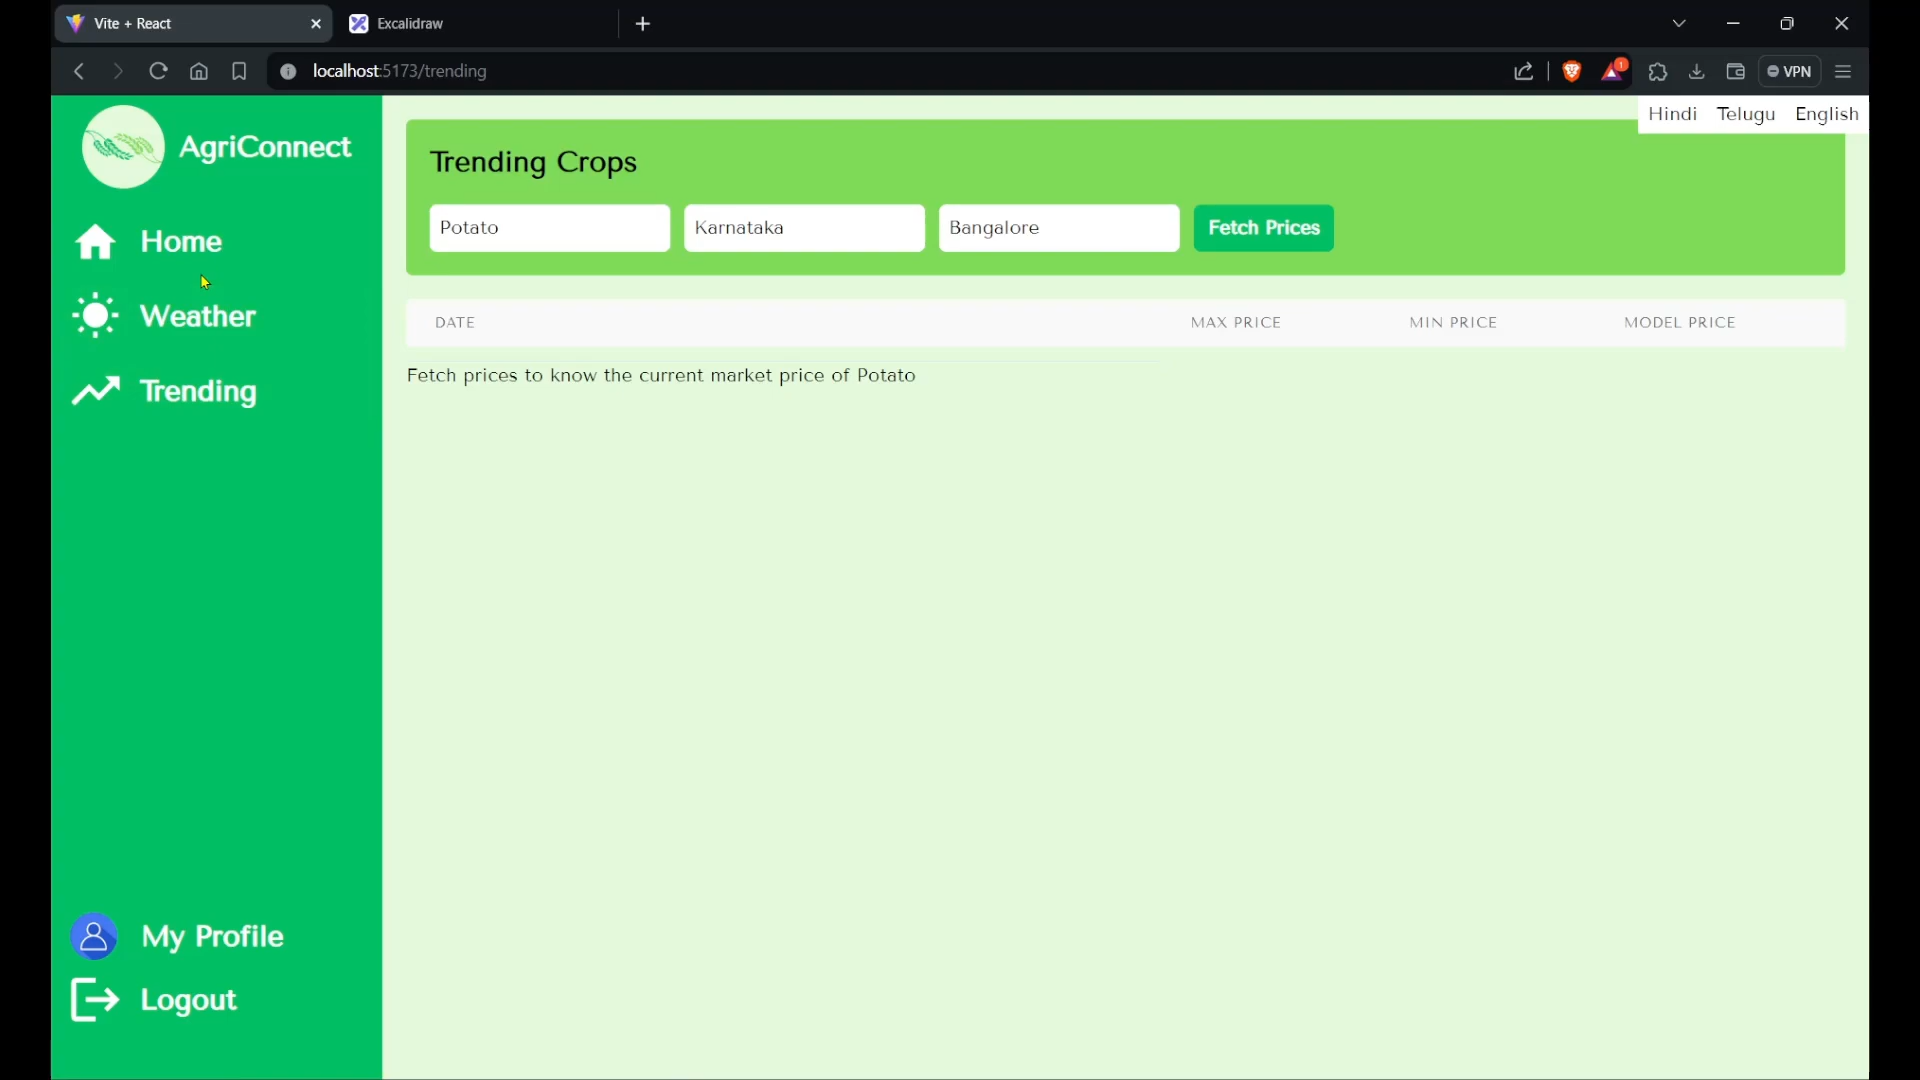 Vite + React
Excalidraw
localhost:5173/trending
1
VPN
AgriConnect
Hindi Telugu English
Home
Weather
Trending
My Profile
Logout
Trending Crops
Potato Karnataka Bangalore Fetch Prices
DATE MAX PRICE MIN PRICE MODEL PRICE
Fetch prices to know the current market price of Potato